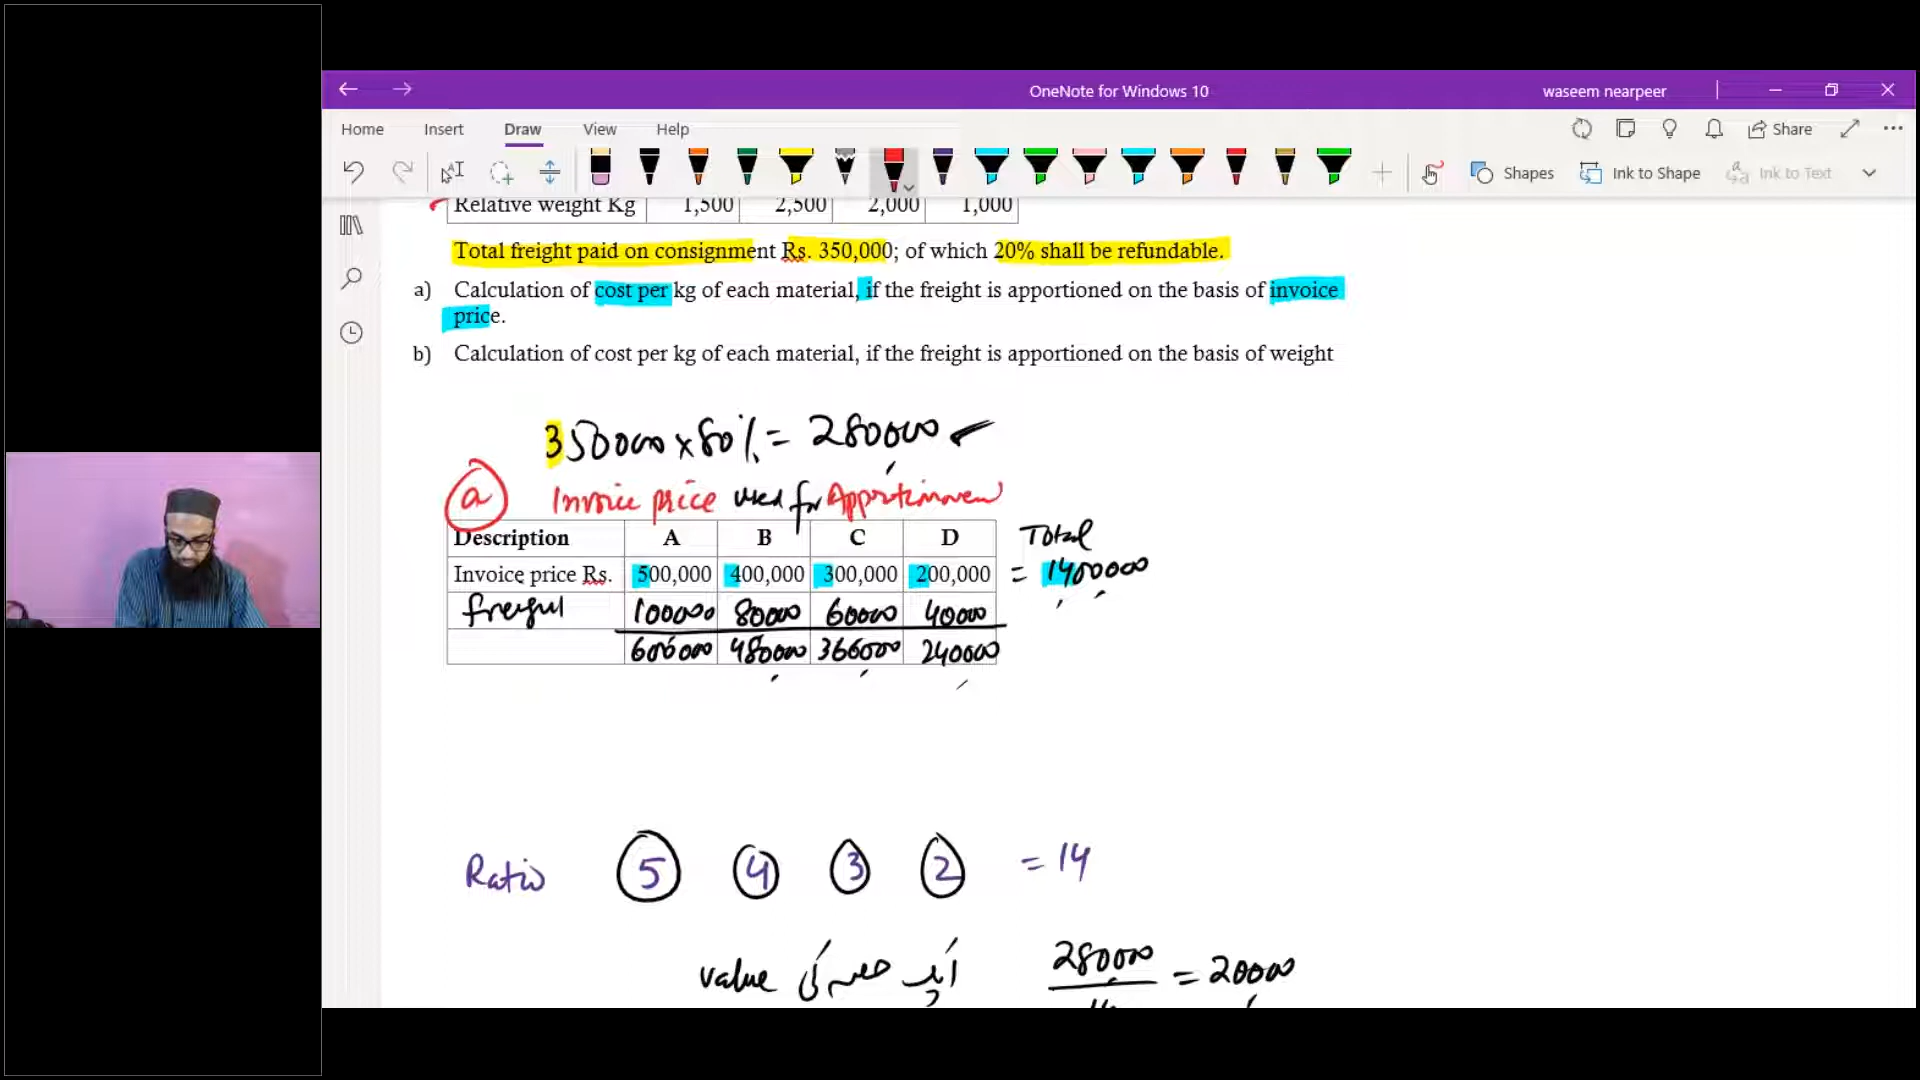 OneNote for Windows 10
waseem nearpeer
Home Insert Draw View Help
Share
Shapes Ink to Shape Ink to Text
Relative weight Kg 1,500 2,500 2,000 1,000
Total freight paid on consignment Rs. 350,000; of which 20% shall be refundable.
a) Calculation of cost per kg of each material, if the freight is apportioned on the basis of invoice
price.
b) Calculation of cost per kg of each material, if the freight is apportioned on the basis of weight
350000 x 80% = 280000
a Invoice price used for
Description A B C D Total
Invoice price Rs. 500,000 400,000 300,000 200,000 = 1400000
100000 80000 60000 40000
600000 480000 360000 240000
Ratio 5 4 3 2 = 14
value
280000 = 20000